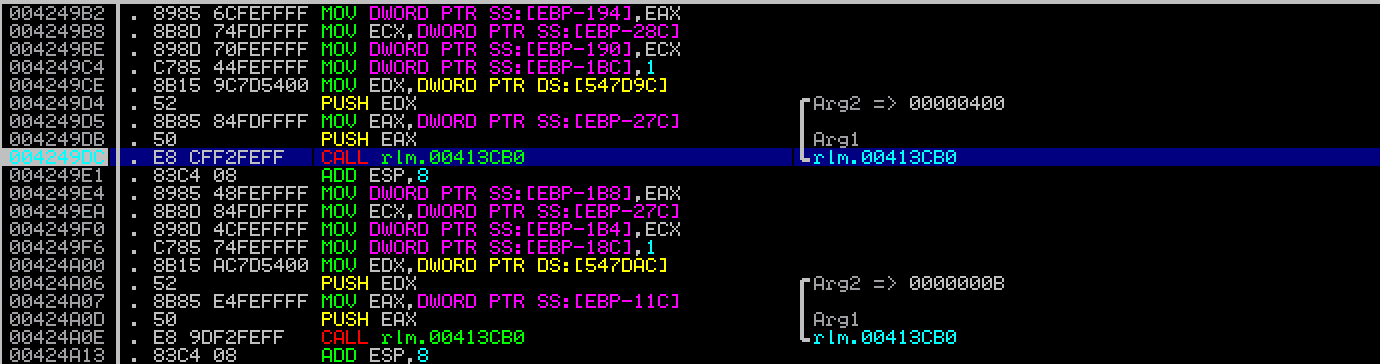 004249B2 . 8985 6CFEFFFF MOV DWORD PTR SS:[EBP-194],EAX
004249B8 . 8B8D 74FDFFFF MOV ECX,DWORD PTR SS:[EBP-28C]
004249BE . 898D 70FEFFFF MOV DWORD PTR SS:[EBP-190],ECX
004249C4 . C785 44FEFFFF MOV DWORD PTR SS:[EBP-1BC],1
004249CE . 8B15 9C7D5400 MOV EDX,DWORD PTR DS:[547D9C]
004249D4 . 52 PUSH EDX Arg2 => 00000400
004249D5 . 8B85 84FDFFFF MOV EAX,DWORD PTR SS:[EBP-27C]
004249DB . 50 PUSH EAX Arg1
004249DC . E8 CFF2FEFF CALL rlm.00413CB0 rlm.00413CB0
004249E1 . 83C4 08 ADD ESP,8
004249E4 . 8985 48FEFFFF MOV DWORD PTR SS:[EBP-1B8],EAX
004249EA . 8B8D 84FDFFFF MOV ECX,DWORD PTR SS:[EBP-27C]
004249F0 . 898D 4CFEFFFF MOV DWORD PTR SS:[EBP-1B4],ECX
004249F6 . C785 74FEFFFF MOV DWORD PTR SS:[EBP-18C],1
00424A00 . 8B15 AC7D5400 MOV EDX,DWORD PTR DS:[547DAC]
00424A06 . 52 PUSH EDX Arg2 => 0000000B
00424A07 . 8B85 E4FEFFFF MOV EAX,DWORD PTR SS:[EBP-11C]
00424A0D . 50 PUSH EAX Arg1
00424A0E . E8 9DF2FEFF CALL rlm.00413CB0 rlm.00413CB0
00424A13 . 83C4 08 ADD ESP,8